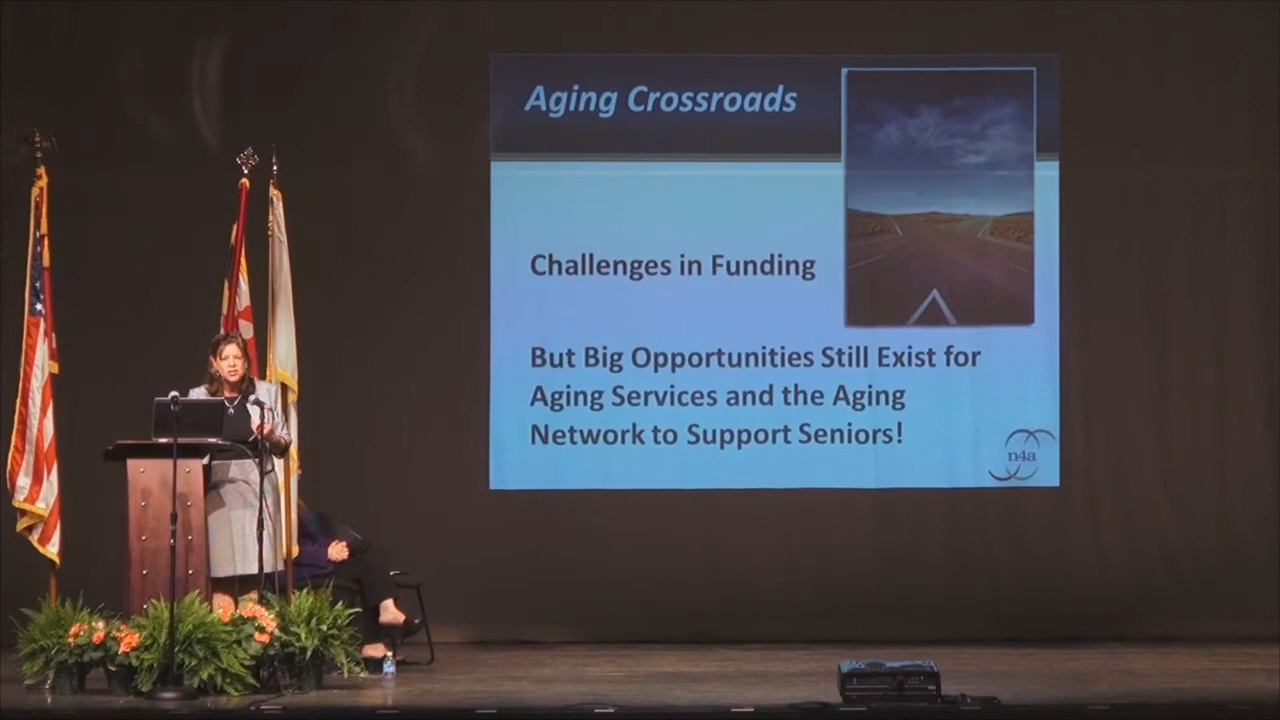 Aging Crossroads
Challenges in Funding
But Big Opportunities Still Exist for
Aging Services and the Aging
Network to Support Seniors!
n4a